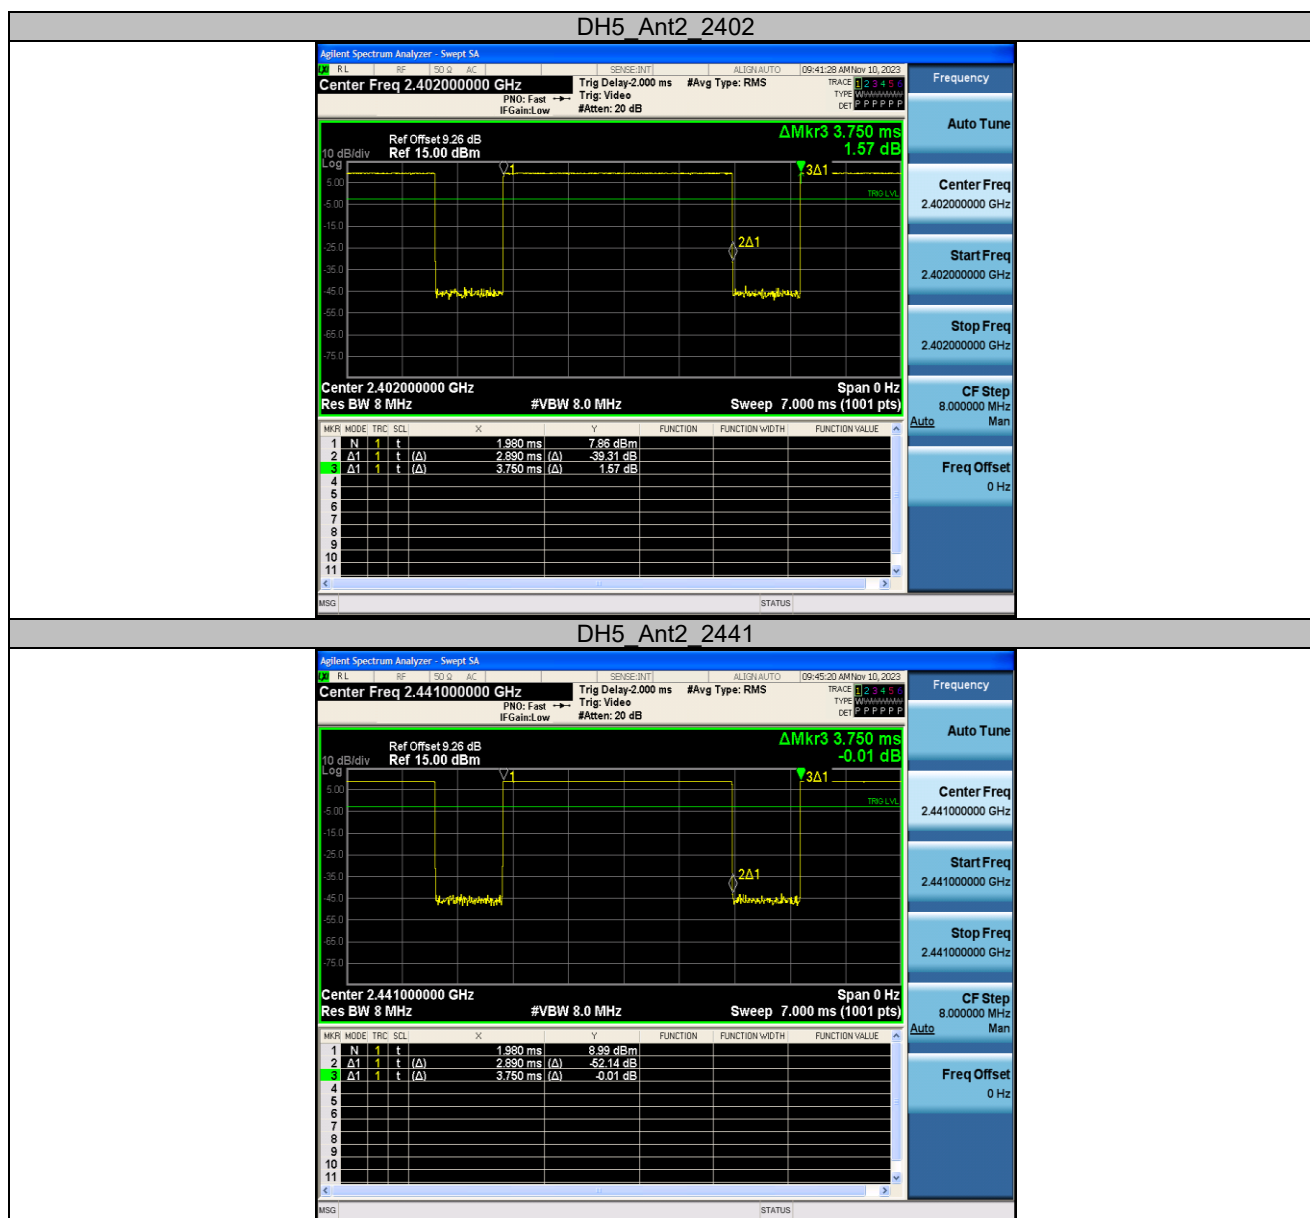 DH5_Ant2_2402
Agilent Spectrum Analyzer - Swept SA
RL RF 50 Ω AC SENSE:INT ALIGN AUTO 09:41:28 AM Nov 10, 2023
Center Freq 2.402000000 GHz
PNO: Fast
IFGain:Low
Trig Delay-2.000 ms
Trig: Video
#Atten: 20 dB
#Avg Type: RMS
TRACE 1 2 3 4 5 6
TYPE WWWWWW
DET P P P P P P
Frequency
Auto Tune
Center Freq
2.402000000 GHz
Start Freq
2.402000000 GHz
Stop Freq
2.402000000 GHz
CF Step
8.000000 MHz
Auto Man
Freq Offset
0 Hz
ΔMkr3 3.750 ms
1.57 dB
Ref Offset 9.26 dB
10 dB/div Ref 15.00 dBm
Log
5.00
-5.00
-15.0
-25.0
-35.0
-45.0
-55.0
-65.0
-75.0
1
3Δ1
TRIG LVL
2Δ1
Center 2.402000000 GHz Span 0 Hz
Res BW 8 MHz #VBW 8.0 MHz Sweep 7.000 ms (1001 pts)
MKR MODE TRC SCL X Y FUNCTION FUNCTION WIDTH FUNCTION VALUE
1 N 1 t 1.980 ms 7.86 dBm
2 Δ1 1 t (Δ) 2.890 ms (Δ) -39.31 dB
3 Δ1 1 t (Δ) 3.750 ms (Δ) 1.57 dB
4
5
6
7
8
9
10
11
MSG STATUS
DH5_Ant2_2441
Agilent Spectrum Analyzer - Swept SA
RL RF 50 Ω AC SENSE:INT ALIGN AUTO 09:45:20 AM Nov 10, 2023
Center Freq 2.441000000 GHz
PNO: Fast
IFGain:Low
Trig Delay-2.000 ms
Trig: Video
#Atten: 20 dB
#Avg Type: RMS
TRACE 1 2 3 4 5 6
TYPE WWWWWW
DET P P P P P P
Frequency
Auto Tune
Center Freq
2.441000000 GHz
Start Freq
2.441000000 GHz
Stop Freq
2.441000000 GHz
CF Step
8.000000 MHz
Auto Man
Freq Offset
0 Hz
ΔMkr3 3.750 ms
-0.01 dB
Ref Offset 9.26 dB
10 dB/div Ref 15.00 dBm
Log
5.00
-5.00
-15.0
-25.0
-35.0
-45.0
-55.0
-65.0
-75.0
1
3Δ1
TRIG LVL
2Δ1
Center 2.441000000 GHz Span 0 Hz
Res BW 8 MHz #VBW 8.0 MHz Sweep 7.000 ms (1001 pts)
MKR MODE TRC SCL X Y FUNCTION FUNCTION WIDTH FUNCTION VALUE
1 N 1 t 1.980 ms 8.99 dBm
2 Δ1 1 t (Δ) 2.890 ms (Δ) -52.14 dB
3 Δ1 1 t (Δ) 3.750 ms (Δ) -0.01 dB
4
5
6
7
8
9
10
11
MSG STATUS